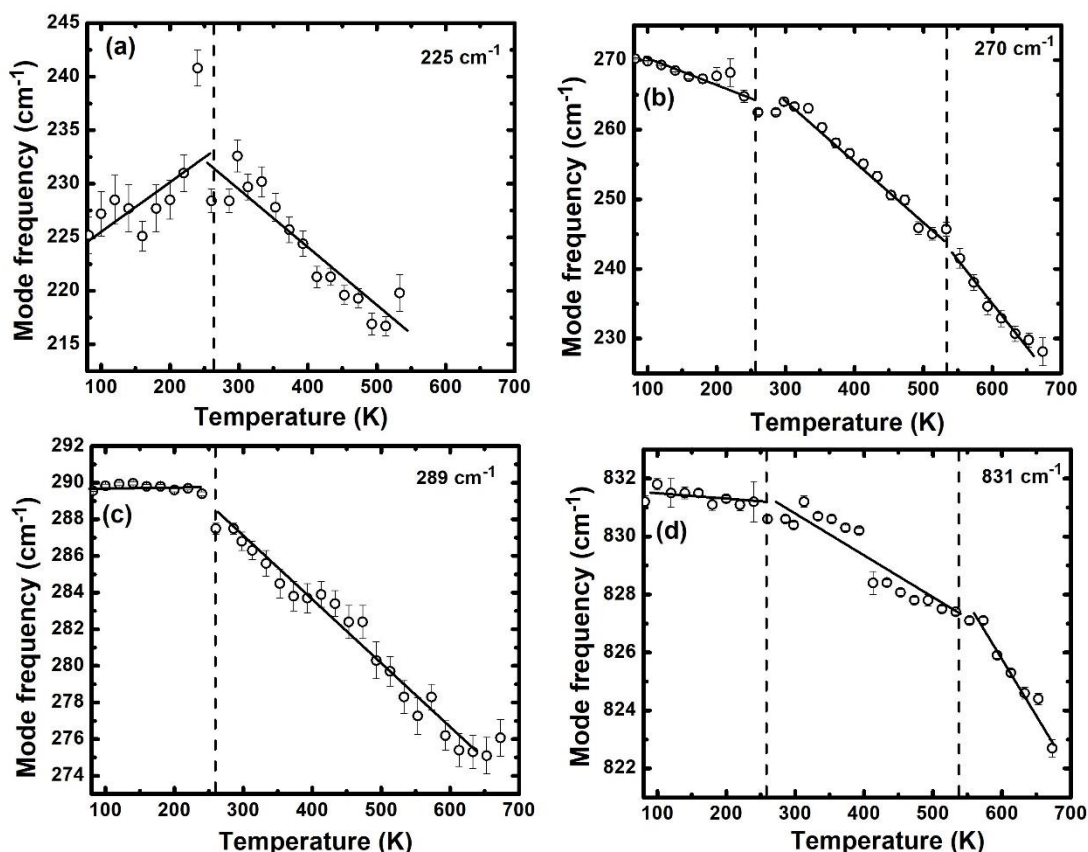 (a)
225 cm⁻¹
Mode frequency (cm⁻¹)
245
240
235
230
225
220
215
100 200 300 400 500 600 700
Temperature (K)
(b)
270 cm⁻¹
Mode frequency (cm⁻¹)
270
260
250
240
230
100 200 300 400 500 600 700
Temperature (K)
(c)
289 cm⁻¹
Mode frequency (cm⁻¹)
292
290
288
286
284
282
280
278
276
274
100 200 300 400 500 600 700
Temperature (K)
(d)
831 cm⁻¹
Mode frequency (cm⁻¹)
832
830
828
826
824
822
100 200 300 400 500 600 700
Temperature (K)